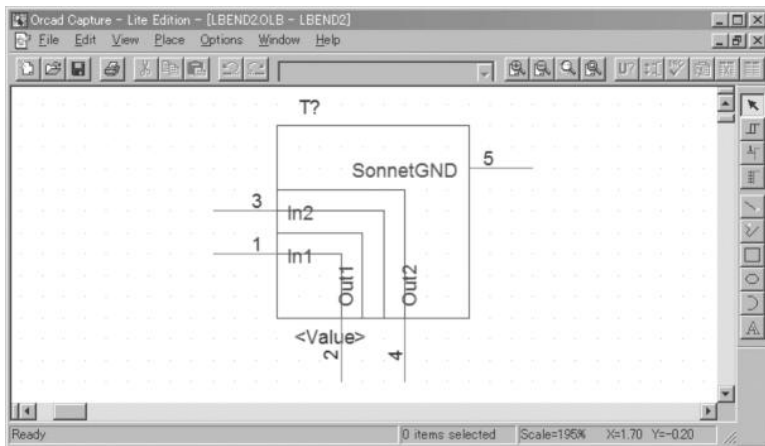 Orcad Capture - Lite Edition - [LBEND2.OLB - LBEND2]
File Edit View Place Options Window Help
U?
T?
SonnetGND 5
3 In2
1 In1
Out1 Out2
<Value>
2 4
A
Ready 0 items selected Scale=195% X=1.70 Y=-0.20